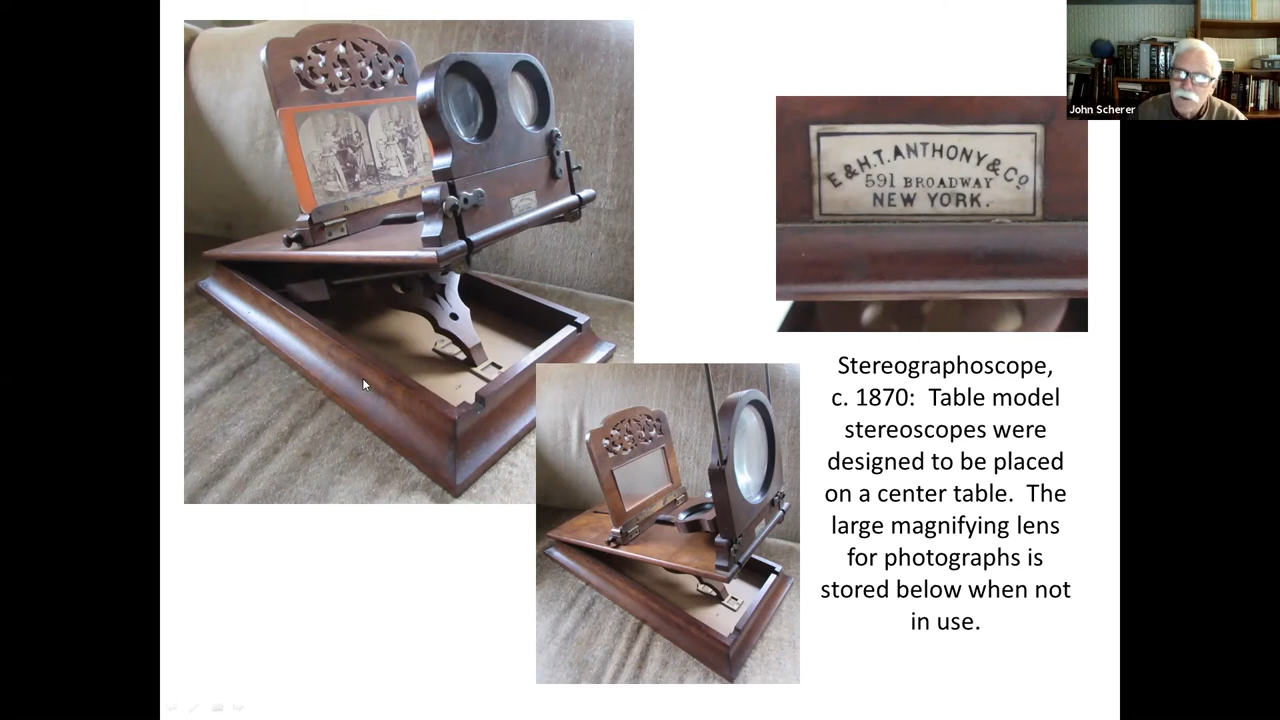 John Scherer
E & H.T. ANTHONY & Co
591 BROADWAY
NEW YORK.
Stereographoscope,
c. 1870: Table model
stereoscopes were
designed to be placed
on a center table. The
large magnifying lens
for photographs is
stored below when not
in use.